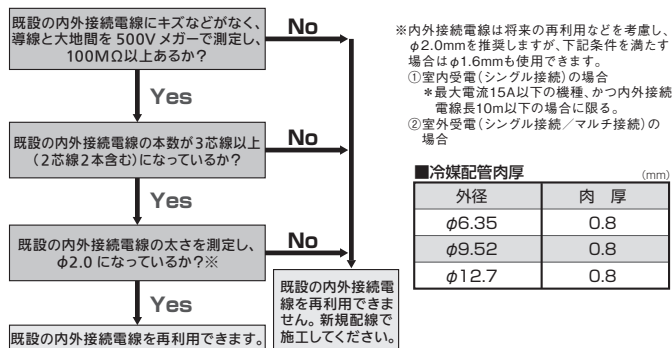 既設の内外接続電線にキズなどがなく、
導線と大地間を500Vメガーで測定し、
100MΩ以上あるか?
No
Yes
既設の内外接続電線の本数が3芯線以上
(2芯線2本含む)になっているか?
No
Yes
既設の内外接続電線の太さを測定し、
φ2.0 になっているか?※
No
Yes
既設の内外接続電線を再利用できます。
既設の内外接続電
線を再利用できま
せん。新規配線で
施工してください。
※内外接続電線は将来の再利用などを考慮し、
φ2.0mmを推奨しますが、下記条件を満たす
場合はφ1.6mmも使用できます。
①室内受電(シングル接続)の場合
*最大電流15A以下の機種、かつ内外接続
電線長10m以下の場合に限る。
②室外受電(シングル接続/マルチ接続)の
場合
■冷媒配管肉厚 (mm)
外径 肉 厚
φ6.35 0.8
φ9.52 0.8
φ12.7 0.8